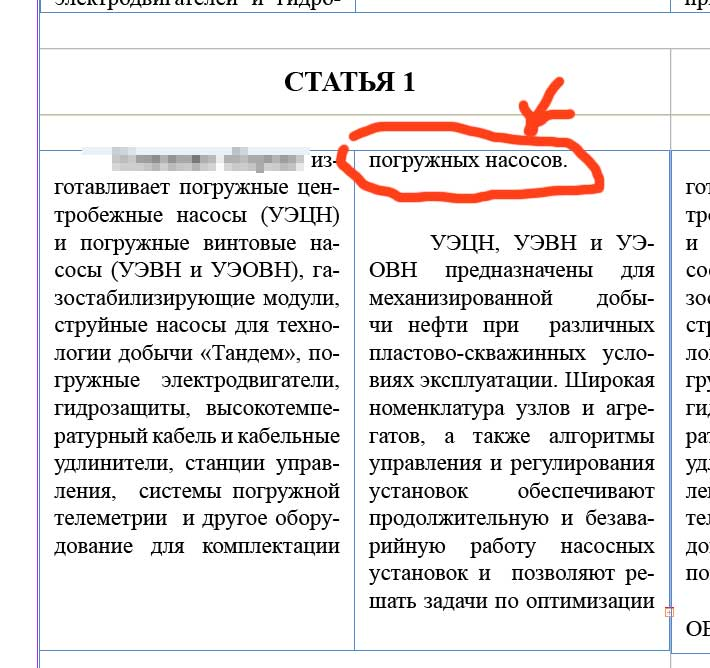 электродвигателей и гидро-
СТАТЬЯ 1
из-
готавливает погружные цен-
тробежные насосы (УЭЦН)
и погружные винтовые на-
сосы (УЭВН и УЭОВН), га-
зостабилизирующие модули,
струйные насосы для техно-
логии добычи «Тандем», по-
гружные электродвигатели,
гидрозащиты, высокотемпе-
ратурный кабель и кабельные
удлинители, станции управ-
ления, системы погружной
телеметрии и другое обору-
дование для комплектации
погружных насосов.
УЭЦН, УЭВН и УЭ-
ОВН предназначены для
механизированной добы-
чи нефти при различных
пластово-скважинных усло-
виях эксплуатации. Широкая
номенклатура узлов и агре-
гатов, а также алгоритмы
управления и регулирования
установок обеспечивают
продолжительную и безава-
рийную работу насосных
установок и позволяют ре-
шать задачи по оптимизации